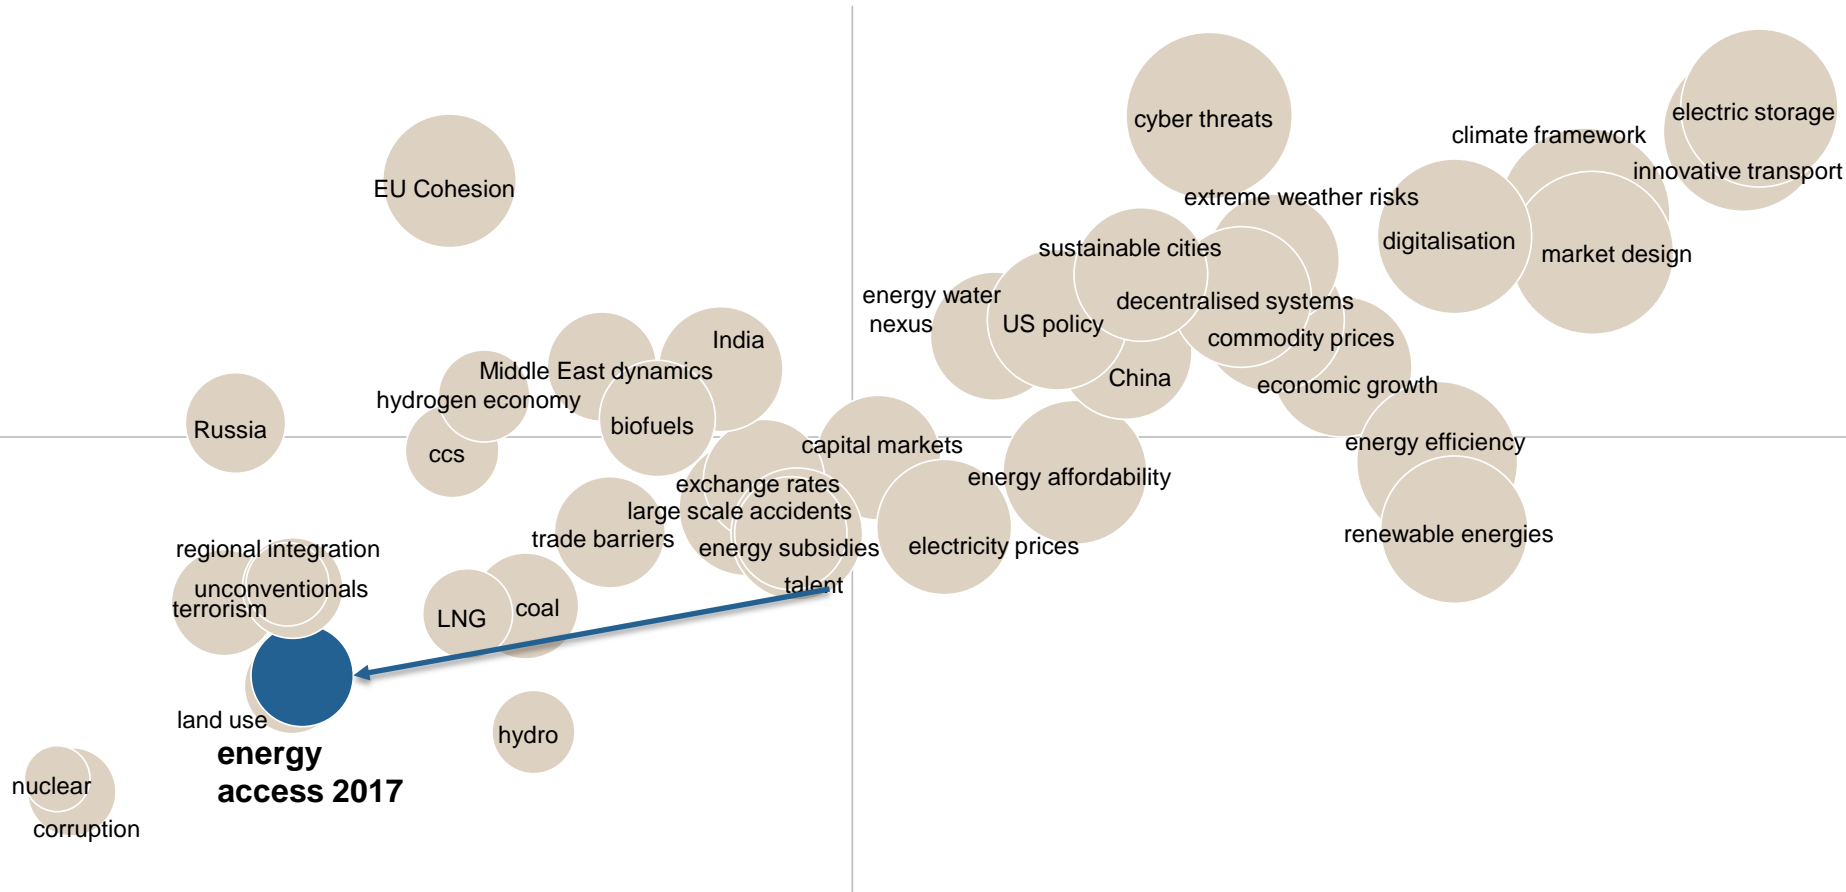 electric storage
cyber threats
climate framework
innovative transport
EU Cohesion
extreme weather risks
digitalisation
sustainable cities
market design
energy water
nexus
decentralised systems
US policy
India
commodity prices
Middle East dynamics
China
economic growth
hydrogen economy
biofuels
Russia
capital markets
energy efficiency
ccs
energy affordability
exchange rates
large scale accidents
trade barriers
energy subsidies
electricity prices
renewable energies
regional integration
unconventionals
talent
terrorism
LNG
coal
land use
hydro
energy
access 2017
nuclear
corruption